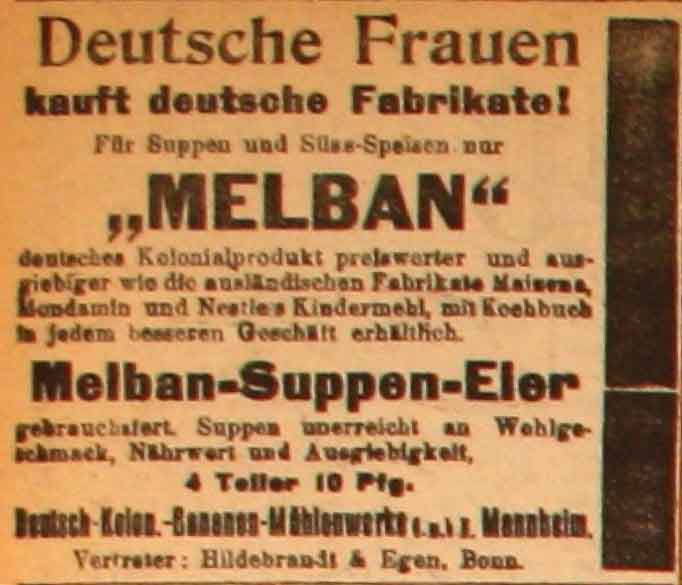 Deutsche Frauen
kauft deutsche Fabrikate!
Für Suppen und Süss-Speisen nur
„MELBAN“
deutsches Kolonialprodukt preiswerter und aus-
giebiger wie die ausländischen Fabrikate Maizena,
Mondamin und Nestle's Kindermehl, mit Kochbuch
in jedem besseren Geschäft erhältlich.
Melban-Suppen-Eier
gebrauchsfert. Suppen unerreicht an Wohlge-
schmack, Nährwert und Ausgiebigkeit,
4 Teller 10 Pfg.
Deutsch-Kolon.-Bananen-Mühlenwerke G.m.b.H. Mannheim.
Vertreter: Hildebrandt & Egen, Bonn.